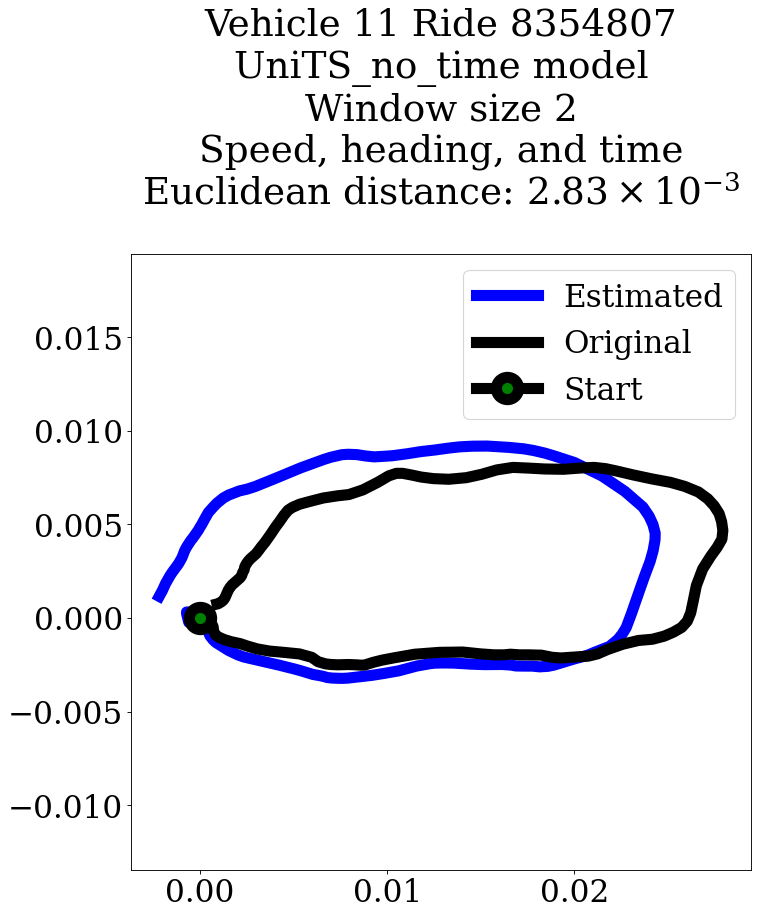 Vehicle 11 Ride 8354807
UniTS_no_time model
Window size 2
Speed, heading, and time
Euclidean distance: 2.83 × 10⁻³
Estimated
Original
Start
0.015
0.010
0.005
0.000
−0.005
−0.010
0.00 0.01 0.02